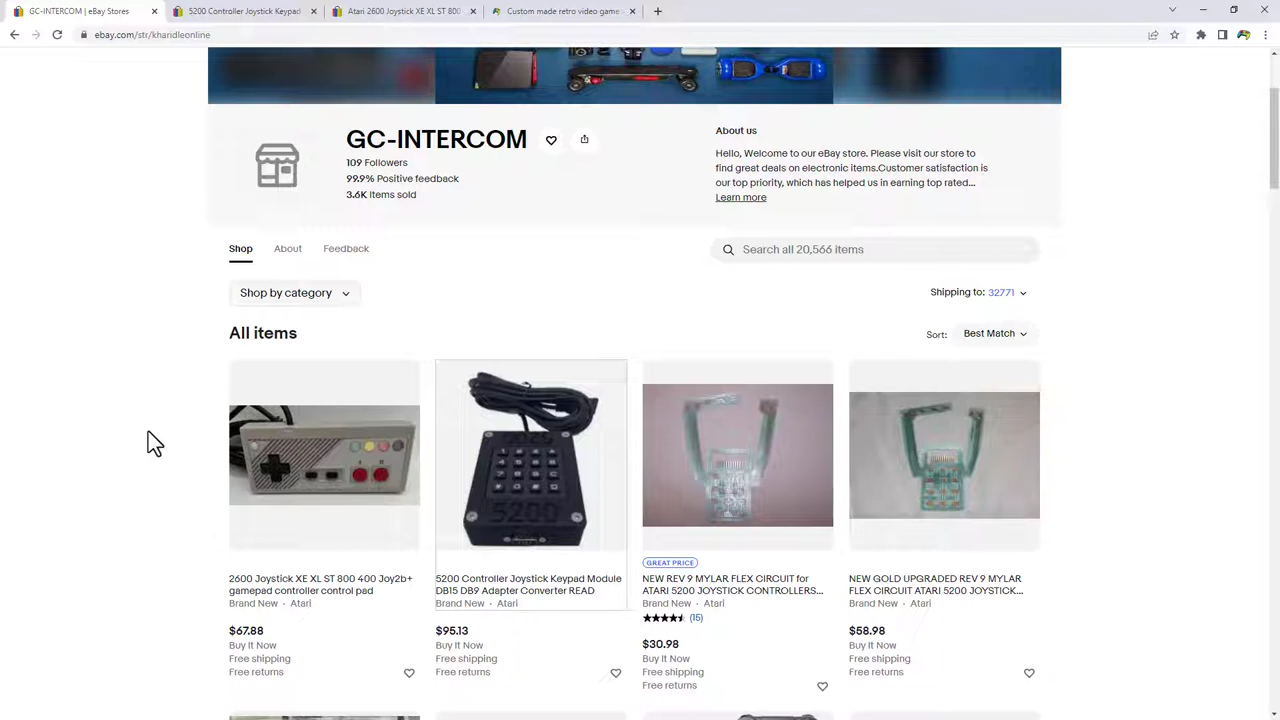 GC-INTERCOM | eBay Stores
5200 Controller Joystick Keypad
Atari 2600 Joystick XE XL ST 800
Custom made retro video game
ebay.com/str/kharidleonline
GC-INTERCOM
109 Followers
99.9% Positive feedback
3.6K Items sold
About us
Hello, Welcome to our eBay store. Please visit our store to
find great deals on electronic items.Customer satisfaction is
our top priority, which has helped us in earning top rated...
Learn more
Shop About Feedback
Search all 20,566 items
Shop by category
Shipping to: 32771
All items
Sort: Best Match
5200
2600 Joystick XE XL ST 800 400 Joy2b+
gamepad controller control pad
Brand New · Atari
$67.88
Buy It Now
Free shipping
Free returns
5200 Controller Joystick Keypad Module
DB15 DB9 Adapter Converter READ
Brand New · Atari
$95.13
Buy It Now
Free shipping
Free returns
GREAT PRICE
NEW REV 9 MYLAR FLEX CIRCUIT for
ATARI 5200 JOYSTICK CONTROLLERS...
Brand New · Atari
(15)
$30.98
Buy It Now
Free shipping
Free returns
NEW GOLD UPGRADED REV 9 MYLAR
FLEX CIRCUIT ATARI 5200 JOYSTICK...
Brand New · Atari
$58.98
Buy It Now
Free shipping
Free returns